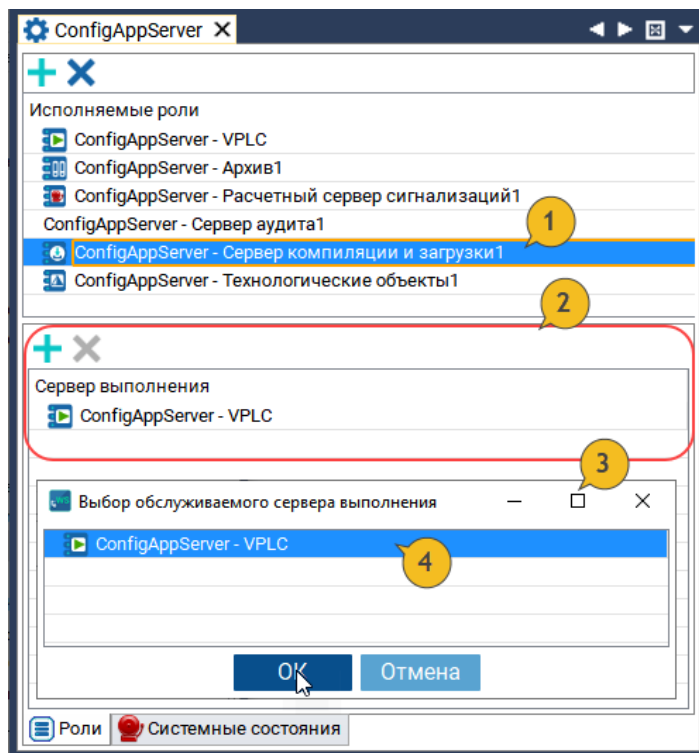 ConfigAppServer
Исполняемые роли
ConfigAppServer - VPLC
ConfigAppServer - Архив1
ConfigAppServer - Расчетный сервер сигнализаций1
ConfigAppServer - Сервер аудита1
1
ConfigAppServer - Сервер компиляции и загрузки1
ConfigAppServer - Технологические объекты1
2
Сервер выполнения
ConfigAppServer - VPLC
3
Выбор обслуживаемого сервера выполнения
ConfigAppServer - VPLC
4
OK Отмена
Роли Системные состояния